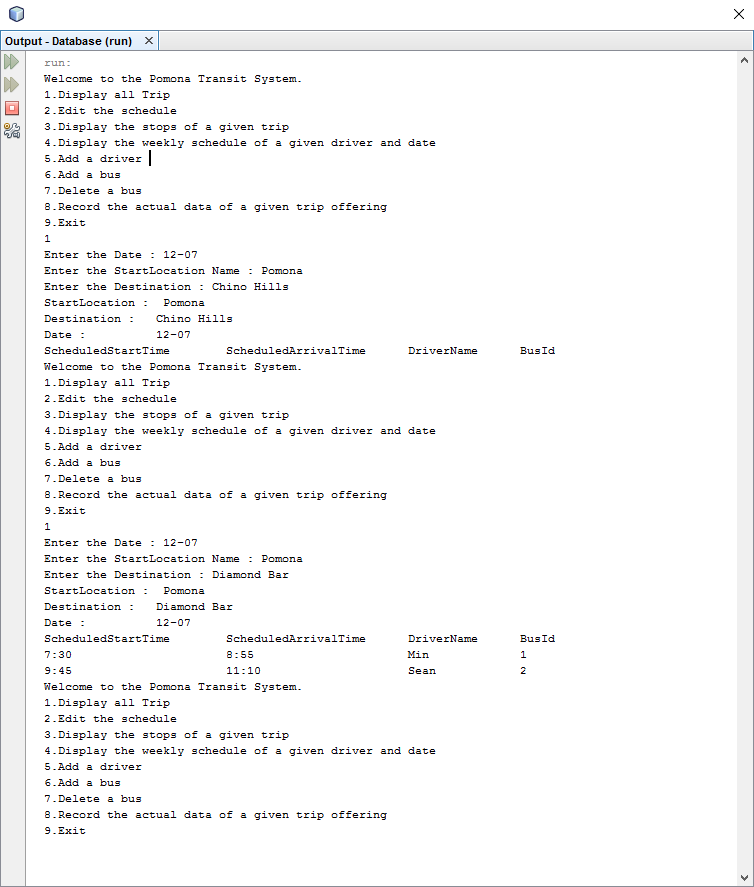 Output - Database (run)
run:
Welcome to the Pomona Transit System.
1.Display all Trip
2.Edit the schedule
3.Display the stops of a given trip
4.Display the weekly schedule of a given driver and date
5.Add a driver
6.Add a bus
7.Delete a bus
8.Record the actual data of a given trip offering
9.Exit
1
Enter the Date : 12-07
Enter the StartLocation Name : Pomona
Enter the Destination : Chino Hills
StartLocation :  Pomona
Destination :   Chino Hills
Date :          12-07
ScheduledStartTime        ScheduledArrivalTime      DriverName      BusId
Welcome to the Pomona Transit System.
1.Display all Trip
2.Edit the schedule
3.Display the stops of a given trip
4.Display the weekly schedule of a given driver and date
5.Add a driver
6.Add a bus
7.Delete a bus
8.Record the actual data of a given trip offering
9.Exit
1
Enter the Date : 12-07
Enter the StartLocation Name : Pomona
Enter the Destination : Diamond Bar
StartLocation :  Pomona
Destination :   Diamond Bar
Date :          12-07
ScheduledStartTime        ScheduledArrivalTime      DriverName      BusId
7:30                      8:55                      Min             1
9:45                      11:10                     Sean            2
Welcome to the Pomona Transit System.
1.Display all Trip
2.Edit the schedule
3.Display the stops of a given trip
4.Display the weekly schedule of a given driver and date
5.Add a driver
6.Add a bus
7.Delete a bus
8.Record the actual data of a given trip offering
9.Exit